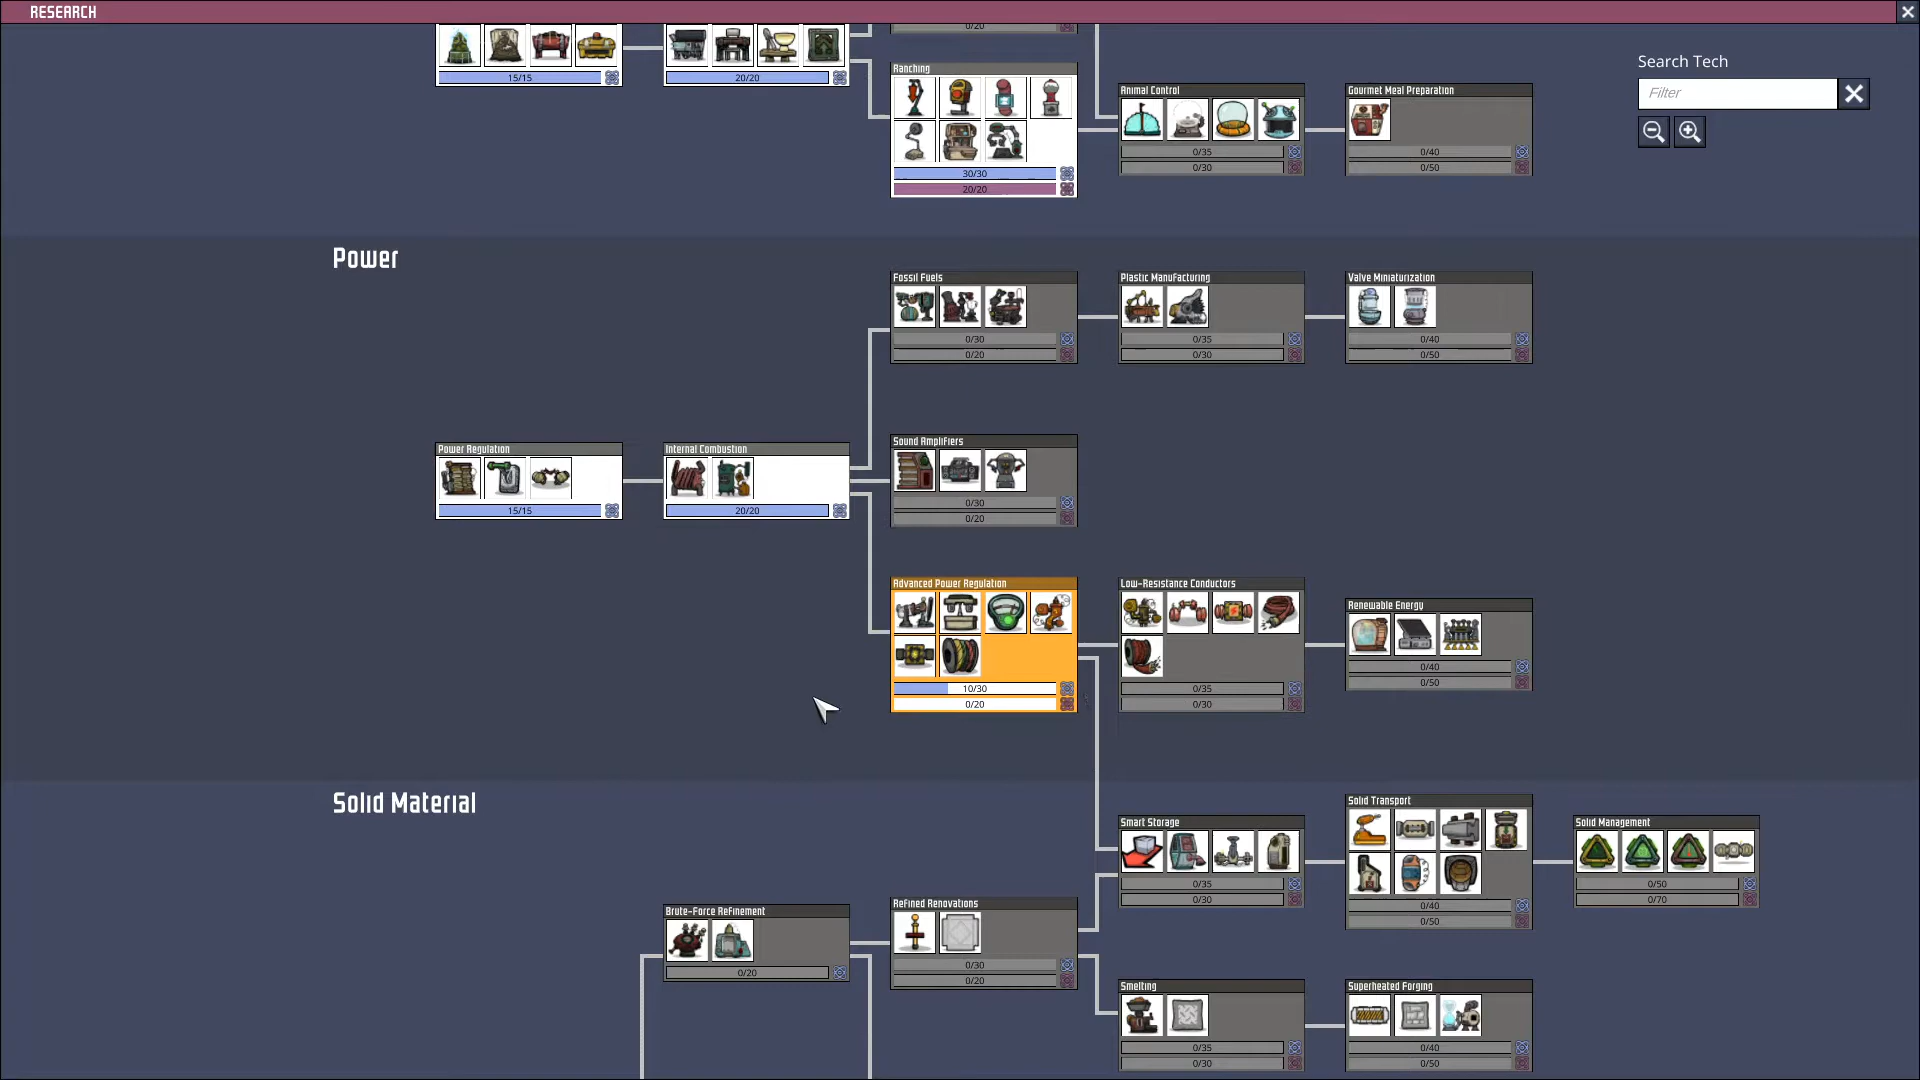 RESEARCH
0/20
15/15
20/20
Search Tech
Filter
Ranching
30/30
20/20
Animal Control
0/35
0/30
Gourmet Meal Preparation
0/40
0/50
Power
Fossil Fuels
0/30
0/20
Plastic Manufacturing
0/35
0/30
Valve Miniaturization
0/40
0/50
Power Regulation
15/15
Internal Combustion
20/20
Sound Amplifiers
0/30
0/20
Advanced Power Regulation
10/30
0/20
Low-Resistance Conductors
0/35
0/30
Renewable Energy
0/40
0/50
Solid Material
Smart Storage
0/35
0/30
Solid Transport
0/40
0/50
Solid Management
0/50
0/70
Brute-Force Refinement
0/20
Refined Renovations
0/30
0/20
Smelting
0/35
0/30
Superheated Forging
0/40
0/50